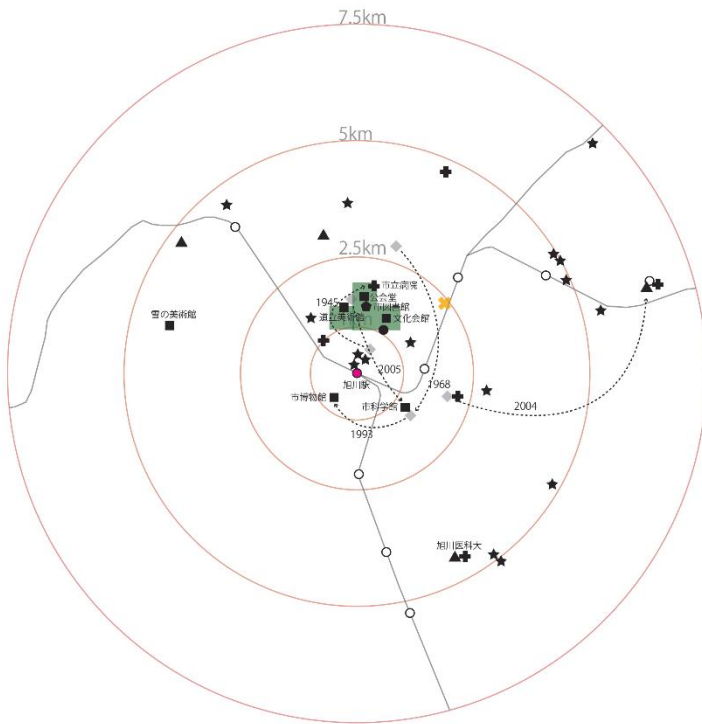 7.5km
5km
2.5km
市立病院
公会堂
1945
市図書館
道立美術館
文化会館
雪の美術館
2005
旭川駅
1968
市博物館
市科学館
2004
1993
旭川医科大